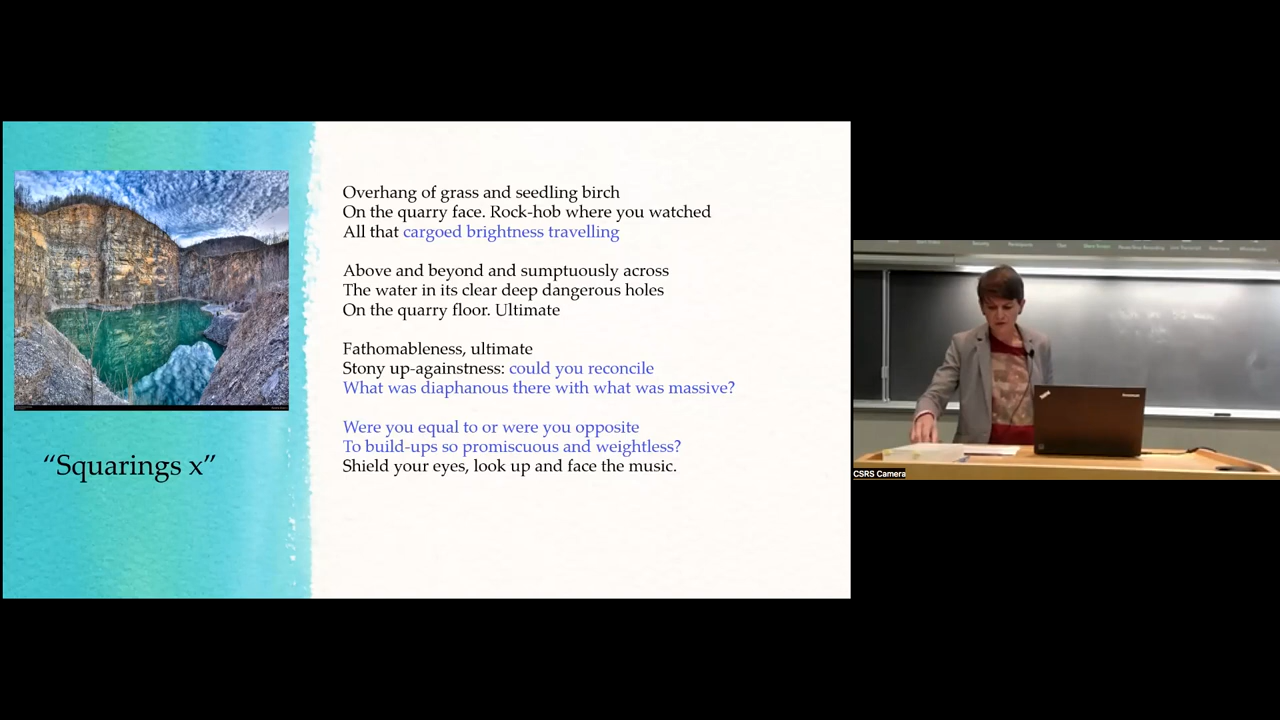 Overhang of grass and seedling birch
On the quarry face. Rock-hob where you watched
All that cargoed brightness travelling
Above and beyond and sumptuously across
The water in its clear deep dangerous holes
On the quarry floor. Ultimate
Fathomableness, ultimate
Stony up-againstness: could you reconcile
What was diaphanous there with what was massive?
Were you equal to or were you opposite
To build-ups so promiscuous and weightless?
Shield your eyes, look up and face the music.
“Squarings x”
CSRS Camera